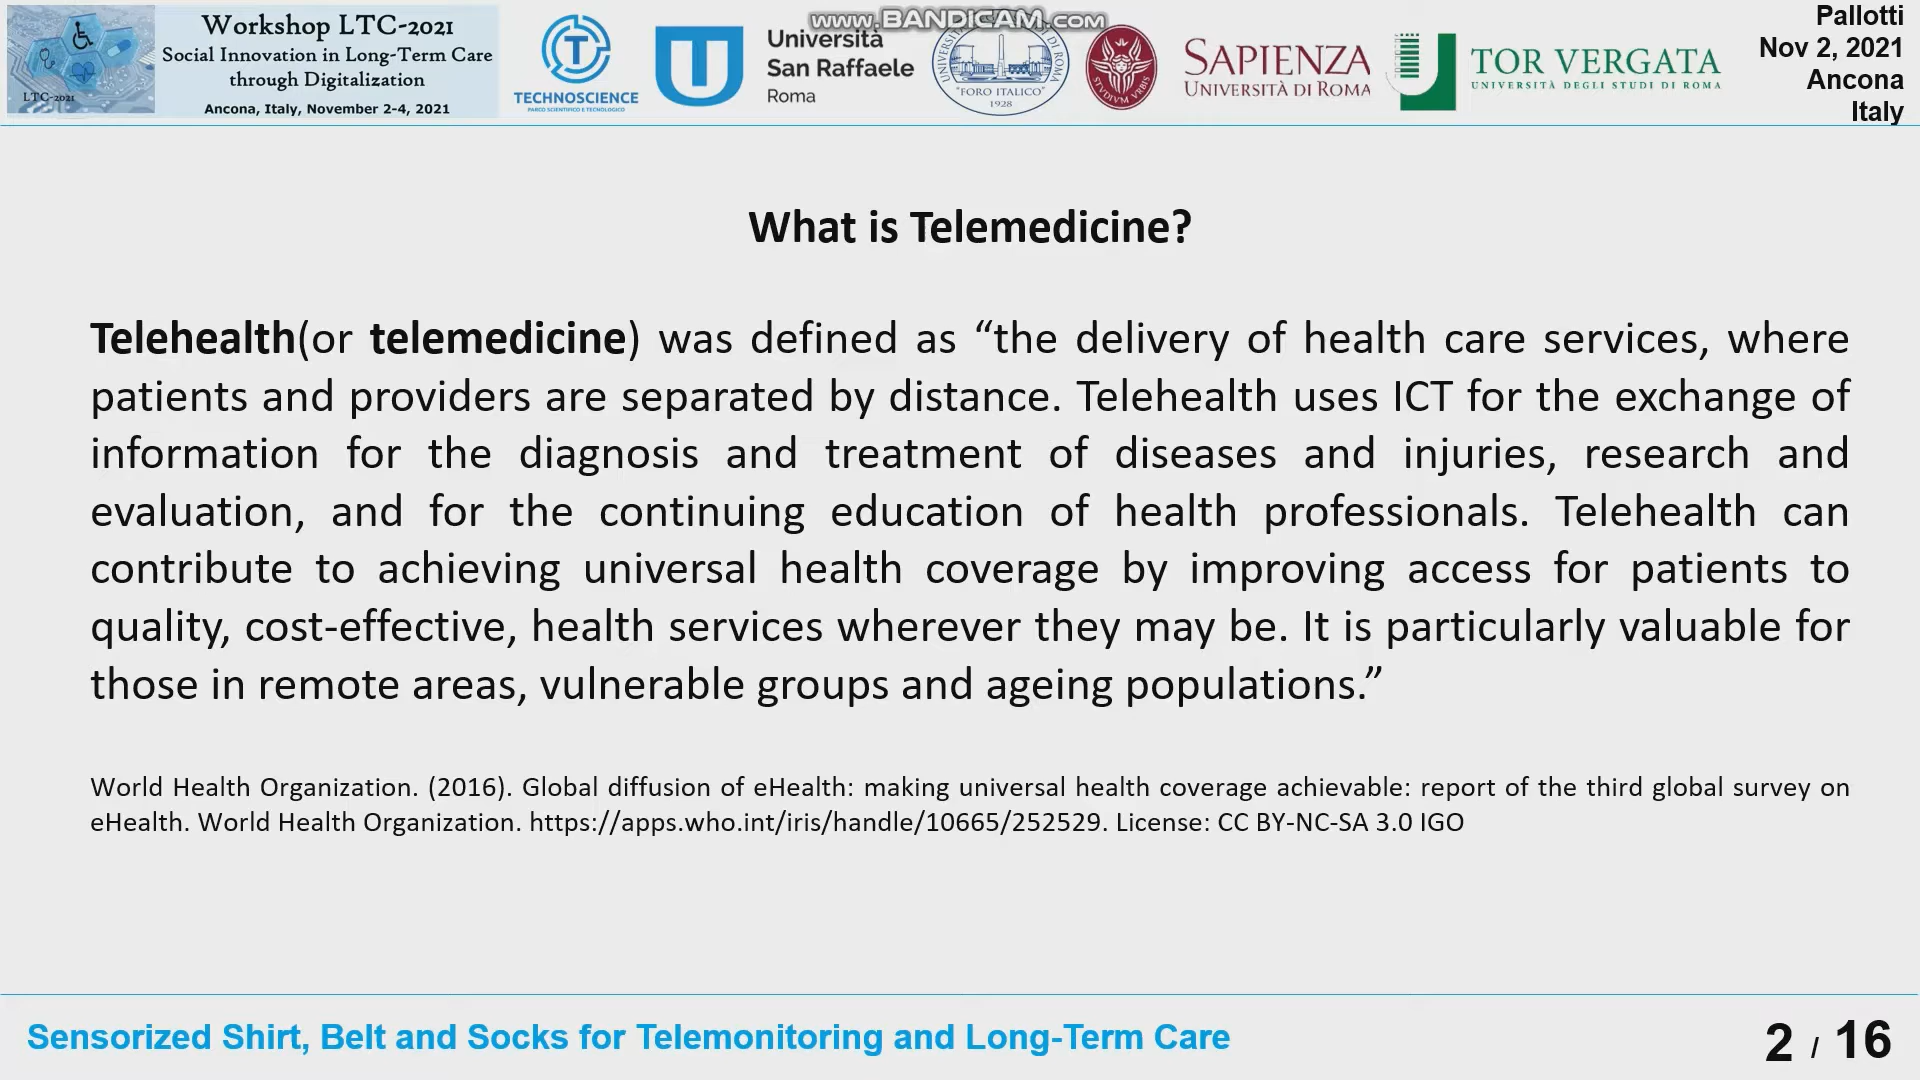 Workshop LTC-2021
Social Innovation in Long-Term Care
through Digitalization
Ancona, Italy, November 2-4, 2021
LTC-2021
TECHNOSCIENCE
PARCO SCIENTIFICO E TECNOLOGICO
Università
San Raffaele
Roma
www.BANDICAM.com
"FORO ITALICO"
1928
STUDIUM URBIS
SAPIENZA
UNIVERSITÀ DI ROMA
TOR VERGATA
UNIVERSITÀ DEGLI STUDI DI ROMA
Pallotti
Nov 2, 2021
Ancona
Italy
What is Telemedicine?
Telehealth(or telemedicine) was defined as “the delivery of health care services, where
patients and providers are separated by distance. Telehealth uses ICT for the exchange of
information for the diagnosis and treatment of diseases and injuries, research and
evaluation, and for the continuing education of health professionals. Telehealth can
contribute to achieving universal health coverage by improving access for patients to
quality, cost-effective, health services wherever they may be. It is particularly valuable for
those in remote areas, vulnerable groups and ageing populations.”
World Health Organization. (2016). Global diffusion of eHealth: making universal health coverage achievable: report of the third global survey on
eHealth. World Health Organization. https://apps.who.int/iris/handle/10665/252529. License: CC BY-NC-SA 3.0 IGO
Sensorized Shirt, Belt and Socks for Telemonitoring and Long-Term Care
2 / 16